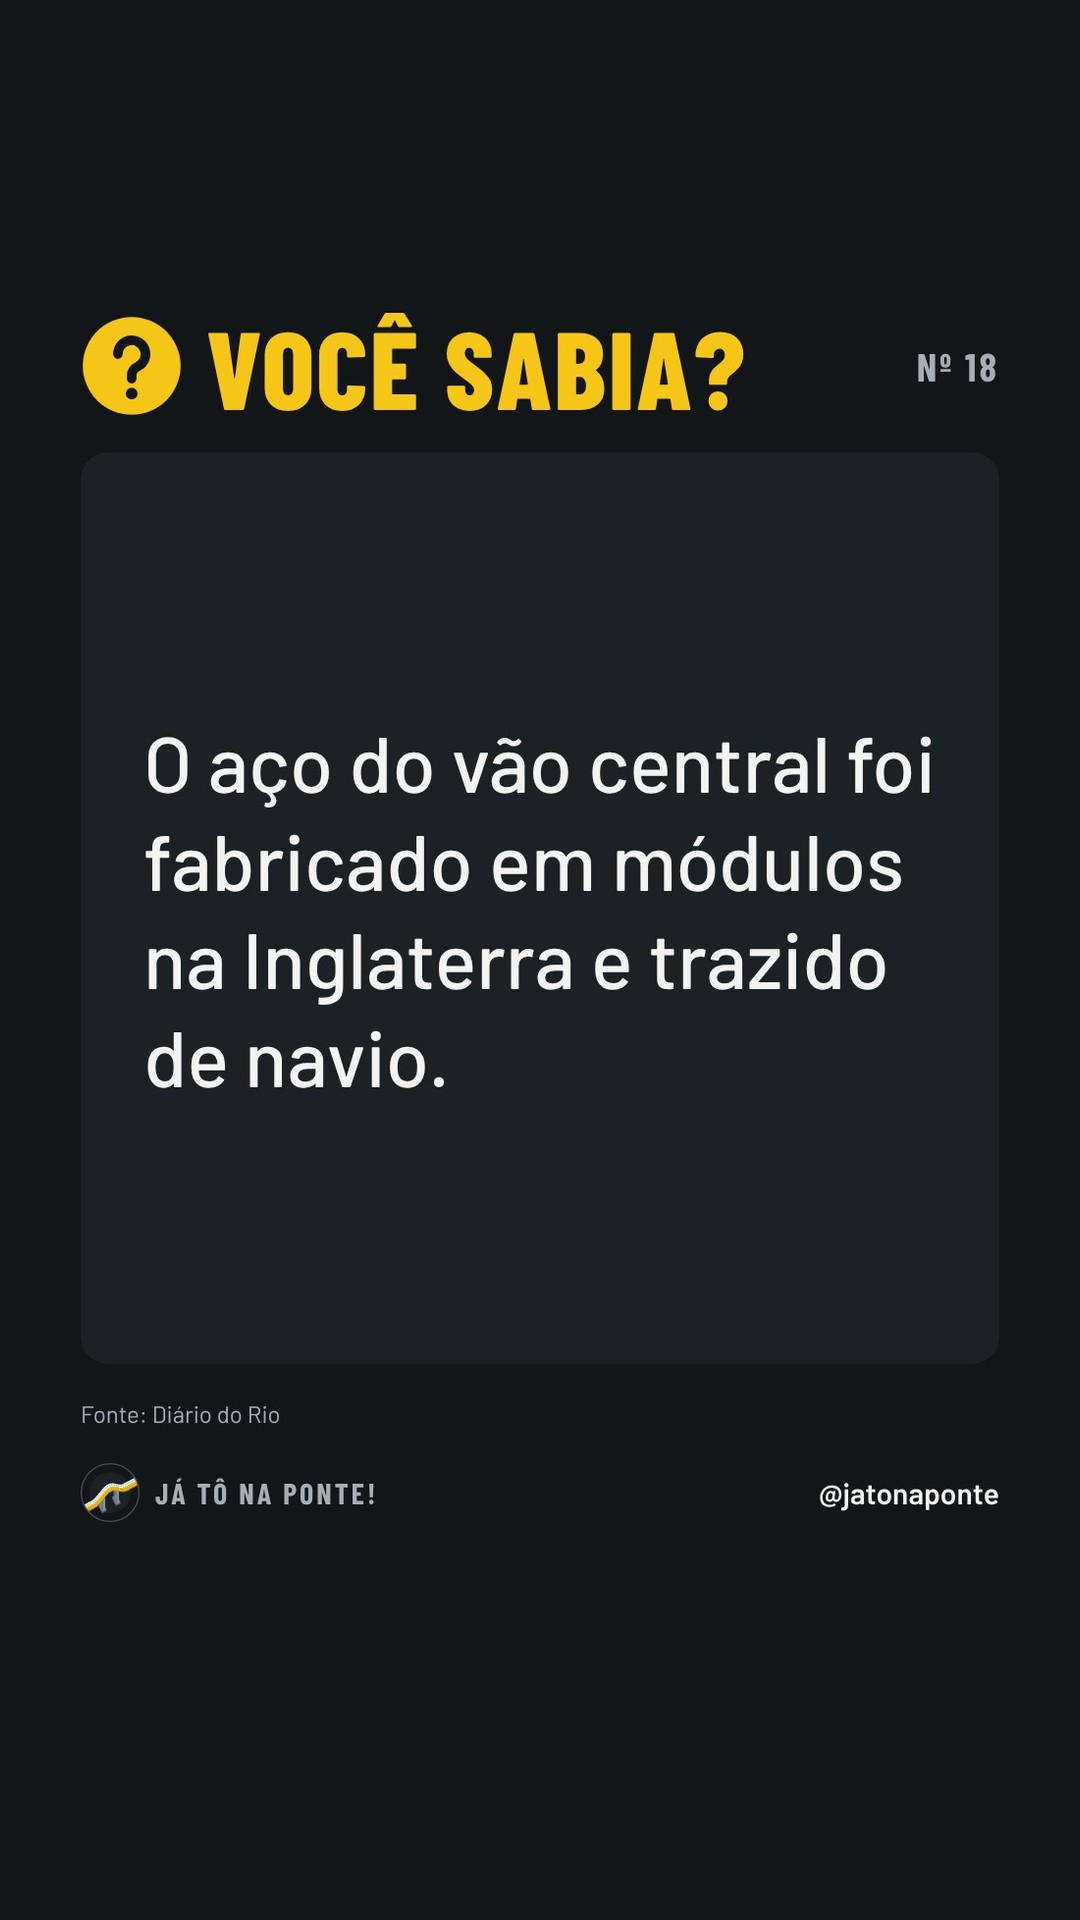 ? VOCÊ SABIA?
Nº 18
O aço do vão central foi
fabricado em módulos
na Inglaterra e trazido
de navio.
Fonte: Diário do Rio
JÁ TÔ NA PONTE!
@jatonaponte